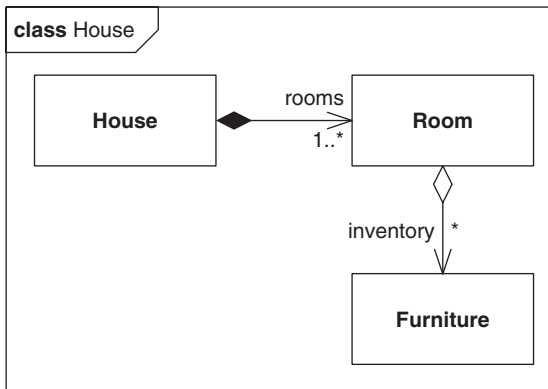 class House
House
rooms
1..*
Room
inventory
*
Furniture